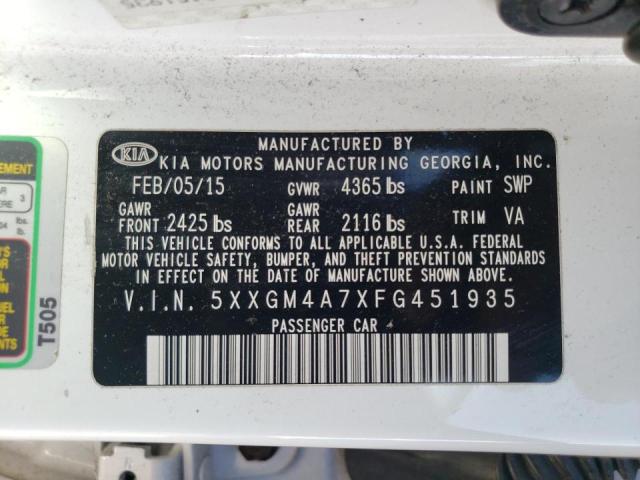 MANUFACTURED BY
KIA KIA MOTORS MANUFACTURING GEORGIA, INC.
FEB/05/15 GVWR 4365 lbs PAINT SWP
GAWR FRONT 2425 lbs GAWR REAR 2116 lbs TRIM VA
THIS VEHICLE CONFORMS TO ALL APPLICABLE U.S.A. FEDERAL
MOTOR VEHICLE SAFETY, BUMPER, AND THEFT PREVENTION STANDARDS
IN EFFECT ON THE DATE OF MANUFACTURE SHOWN ABOVE.
V.I.N. 5XXGM4A7XFG451935
PASSENGER CAR
T505